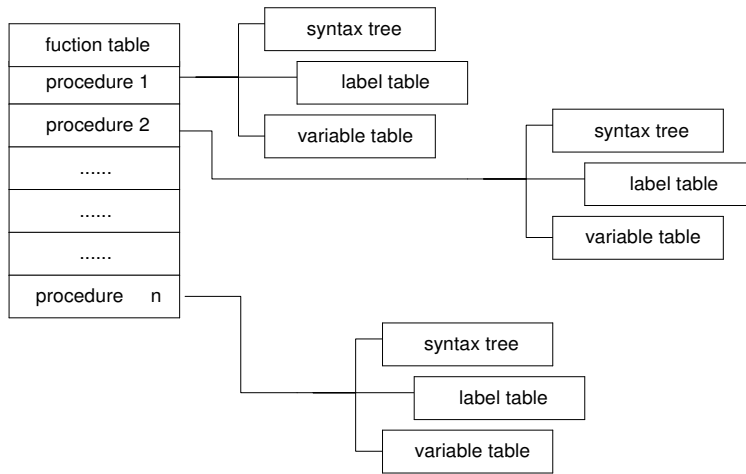 fuction table
procedure 1
procedure 2
......
......
......
procedure n
syntax tree
label table
variable table
syntax tree
label table
variable table
syntax tree
label table
variable table